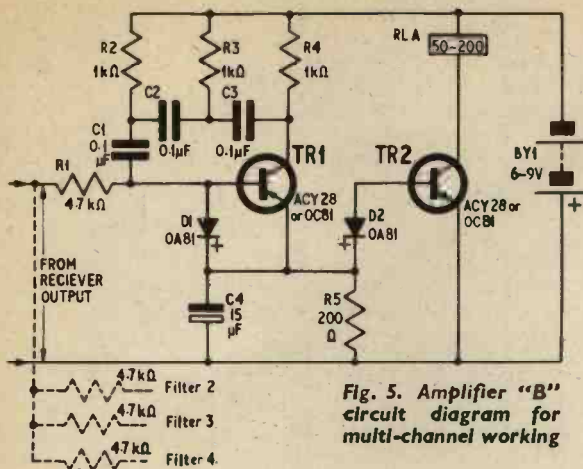 R2
1kΩ
R3
1kΩ
R4
1kΩ
RLA
50-200
C2
0·1μF
C3
0·1μF
C1
0·1
μF
R1
4·7kΩ
TR1
ACY28
or OC81
TR2
ACY28 or
OC81
BY1
6-9V
+
D1
OA81
+
D2
OA81
+
FROM
RECIEVER
OUTPUT
C4
15
μF
R5
200
Ω
4·7kΩ
Filter 2
4·7kΩ
Filter 3
4·7kΩ
Filter 4.
Fig. 5. Amplifier "B"
circuit diagram for
multi-channel working